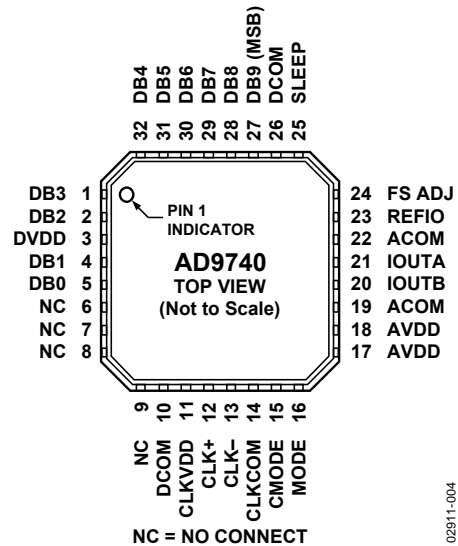 32 DB4
31 DB5
30 DB6
29 DB7
28 DB8
27 DB9 (MSB)
26 DCOM
25 SLEEP
DB3 1
DB2 2
DVDD 3
DB1 4
DB0 5
NC 6
NC 7
NC 8
PIN 1
INDICATOR
AD9740
TOP VIEW
(Not to Scale)
24 FS ADJ
23 REFIO
22 ACOM
21 IOUTA
20 IOUTB
19 ACOM
18 AVDD
17 AVDD
NC 9
DCOM 10
CLKVDD 11
CLK+ 12
CLK– 13
CLKCOM 14
CMODE 15
MODE 16
NC = NO CONNECT
02911-004